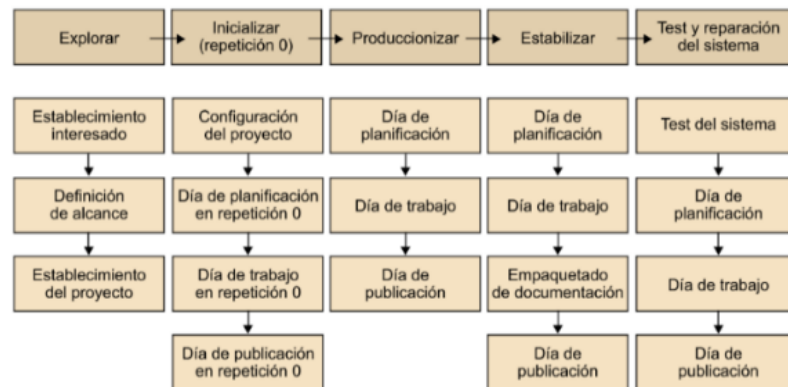 Explorar
Inicializar
(repetición 0)
Produccionizar
Estabilizar
Test y reparación
del sistema
Establecimiento
interesado
Configuración
del proyecto
Día de
planificación
Día de
planificación
Test del sistema
Definición
de alcance
Día de planificación
en repetición 0
Día de trabajo
Día de trabajo
Día de
planificación
Establecimiento
del proyecto
Día de trabajo
en repetición 0
Día de
publicación
Empaquetado
de documentación
Día de trabajo
Día de publicación
en repetición 0
Día de
publicación
Día de
publicación